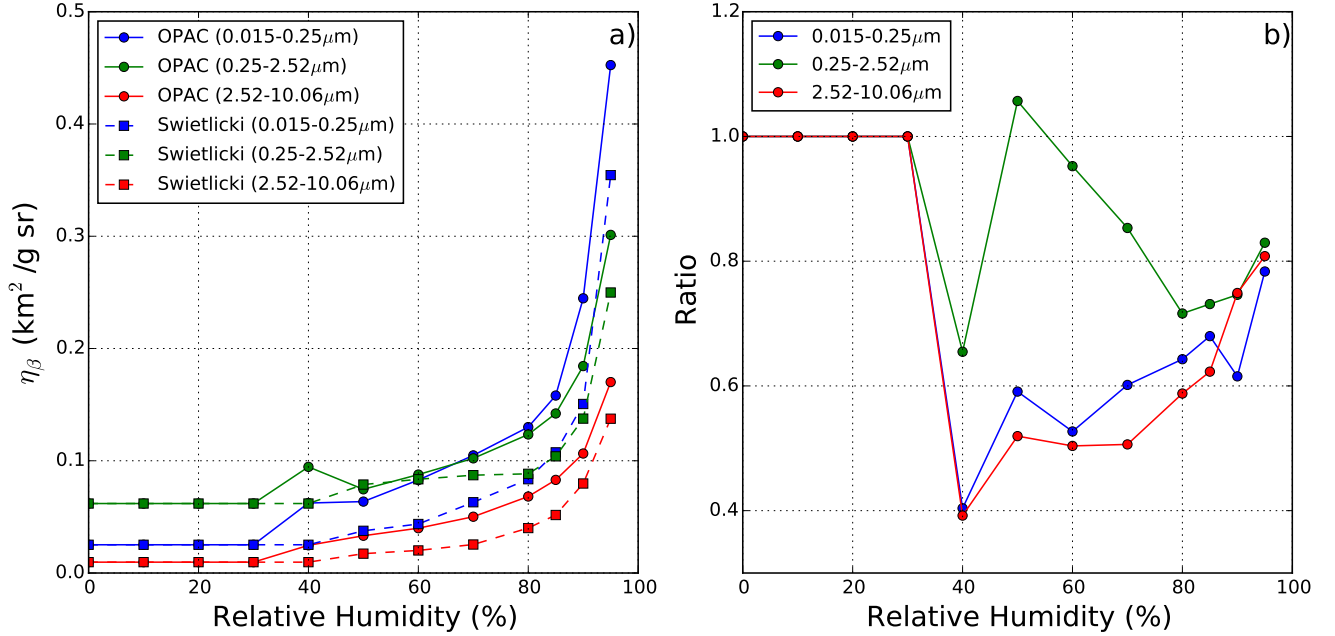 a)
OPAC (0.015-0.25μm)
OPAC (0.25-2.52μm)
OPAC (2.52-10.06μm)
Swietlicki (0.015-0.25μm)
Swietlicki (0.25-2.52μm)
Swietlicki (2.52-10.06μm)
η_β (km² /g sr)
0.5
0.4
0.3
0.2
0.1
0.0
0 20 40 60 80 100
Relative Humidity (%)
b)
0.015-0.25μm
0.25-2.52μm
2.52-10.06μm
Ratio
1.2
1.0
0.8
0.6
0.4
0 20 40 60 80 100
Relative Humidity (%)